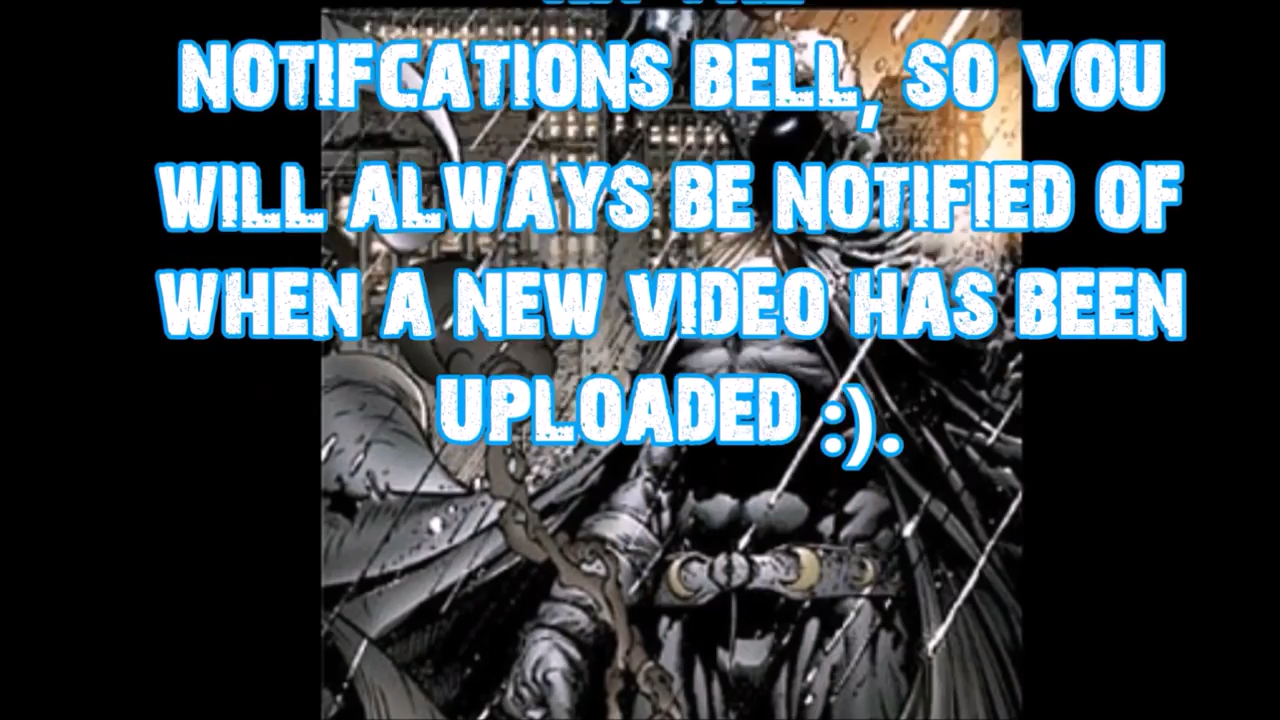 NOTIFCATIONS BELL, SO YOU
WILL ALWAYS BE NOTIFIED OF
WHEN A NEW VIDEO HAS BEEN
UPLOADED :).